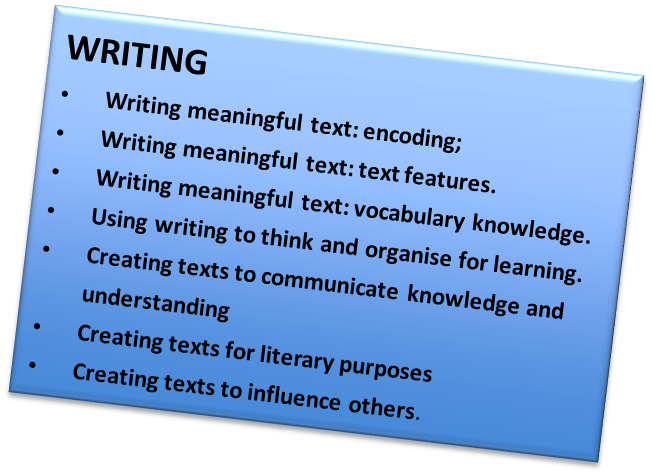 WRITING
• Writing meaningful text: encoding;
• Writing meaningful text: text features.
• Writing meaningful text: vocabulary knowledge.
• Using writing to think and organise for learning.
• Creating texts to communicate knowledge and
understanding
• Creating texts for literary purposes
• Creating texts to influence others.